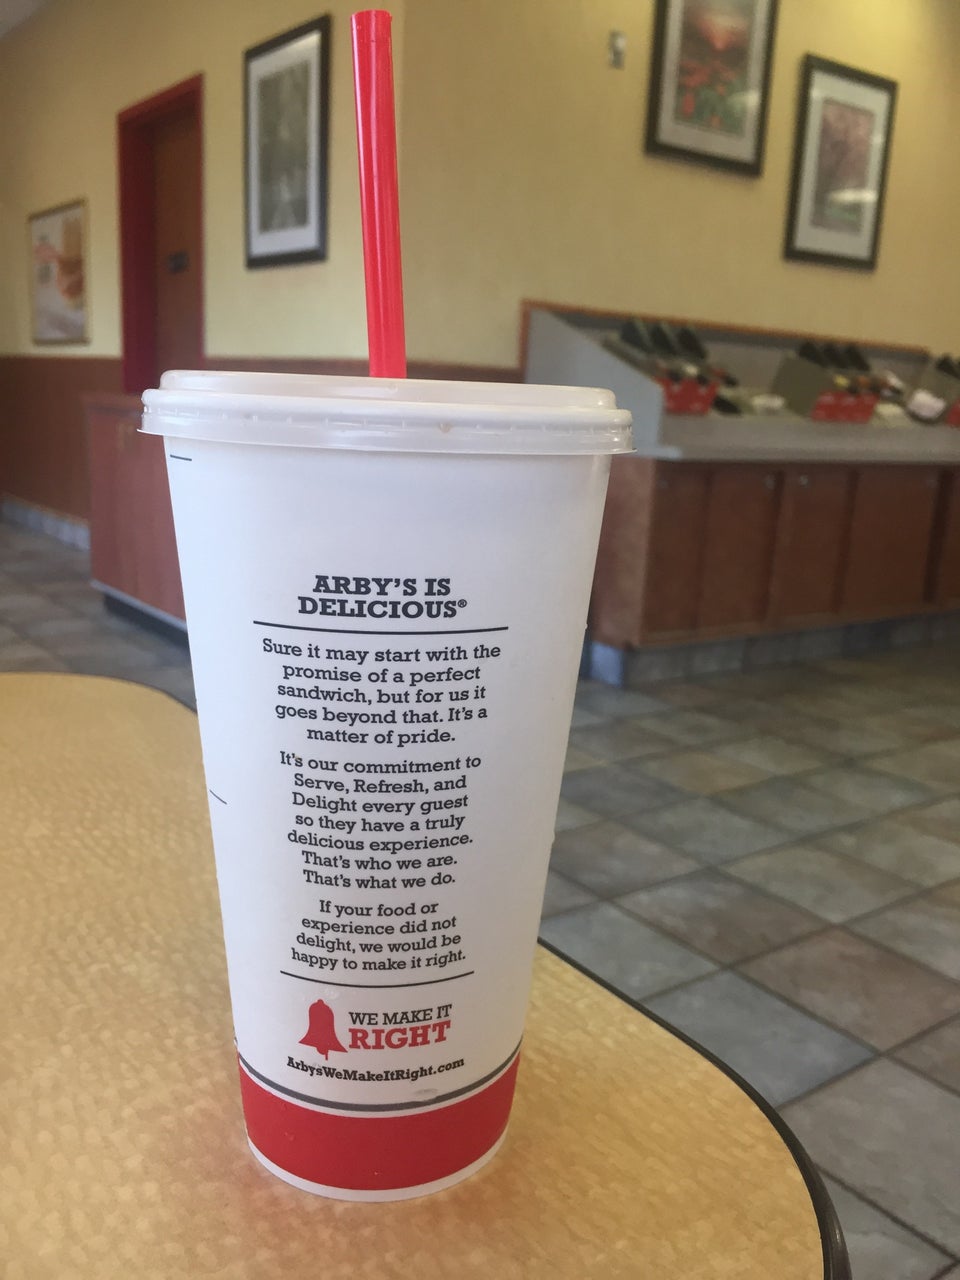 ARBY'S IS
DELICIOUS®
Sure it may start with the
promise of a perfect
sandwich, but for us it
goes beyond that. It's a
matter of pride.
It's our commitment to
Serve, Refresh, and
Delight every guest
so they have a truly
delicious experience.
That's who we are.
That's what we do.
If your food or
experience did not
delight, we would be
happy to make it right.
WE MAKE IT
RIGHT
ArbysWeMakeItRight.com